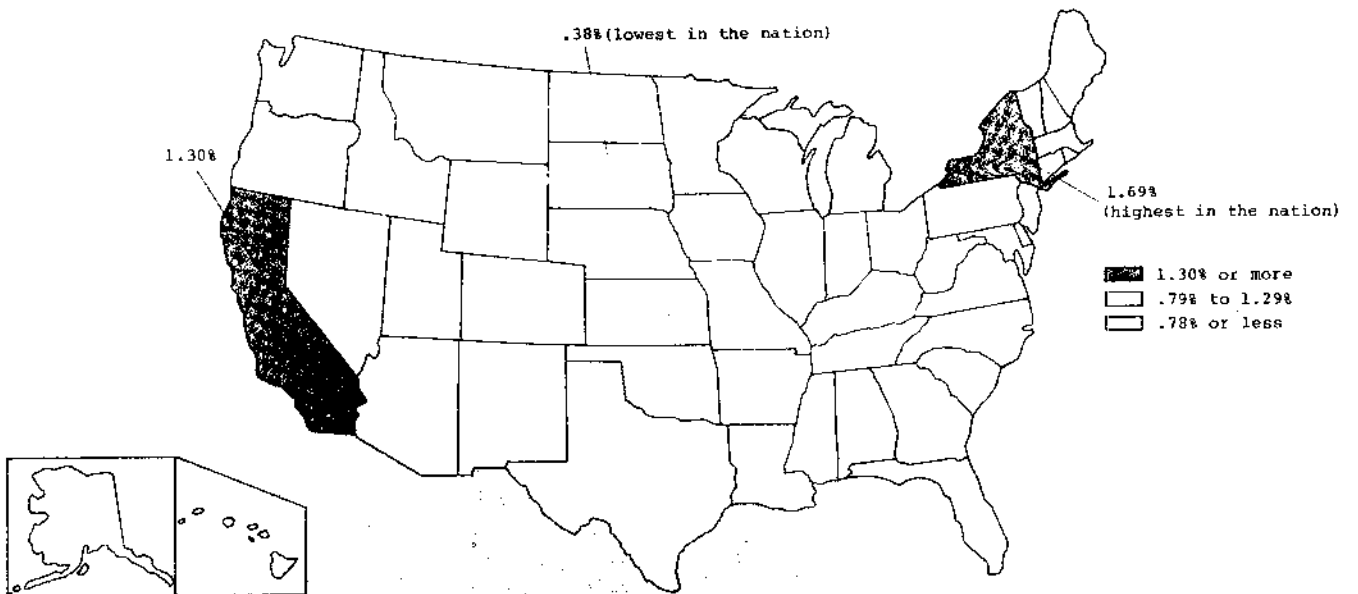 .38% (lowest in the nation)
1.30%
1.69%
(highest in the nation)
1.30% or more
.79% to 1.29%
.78% or less